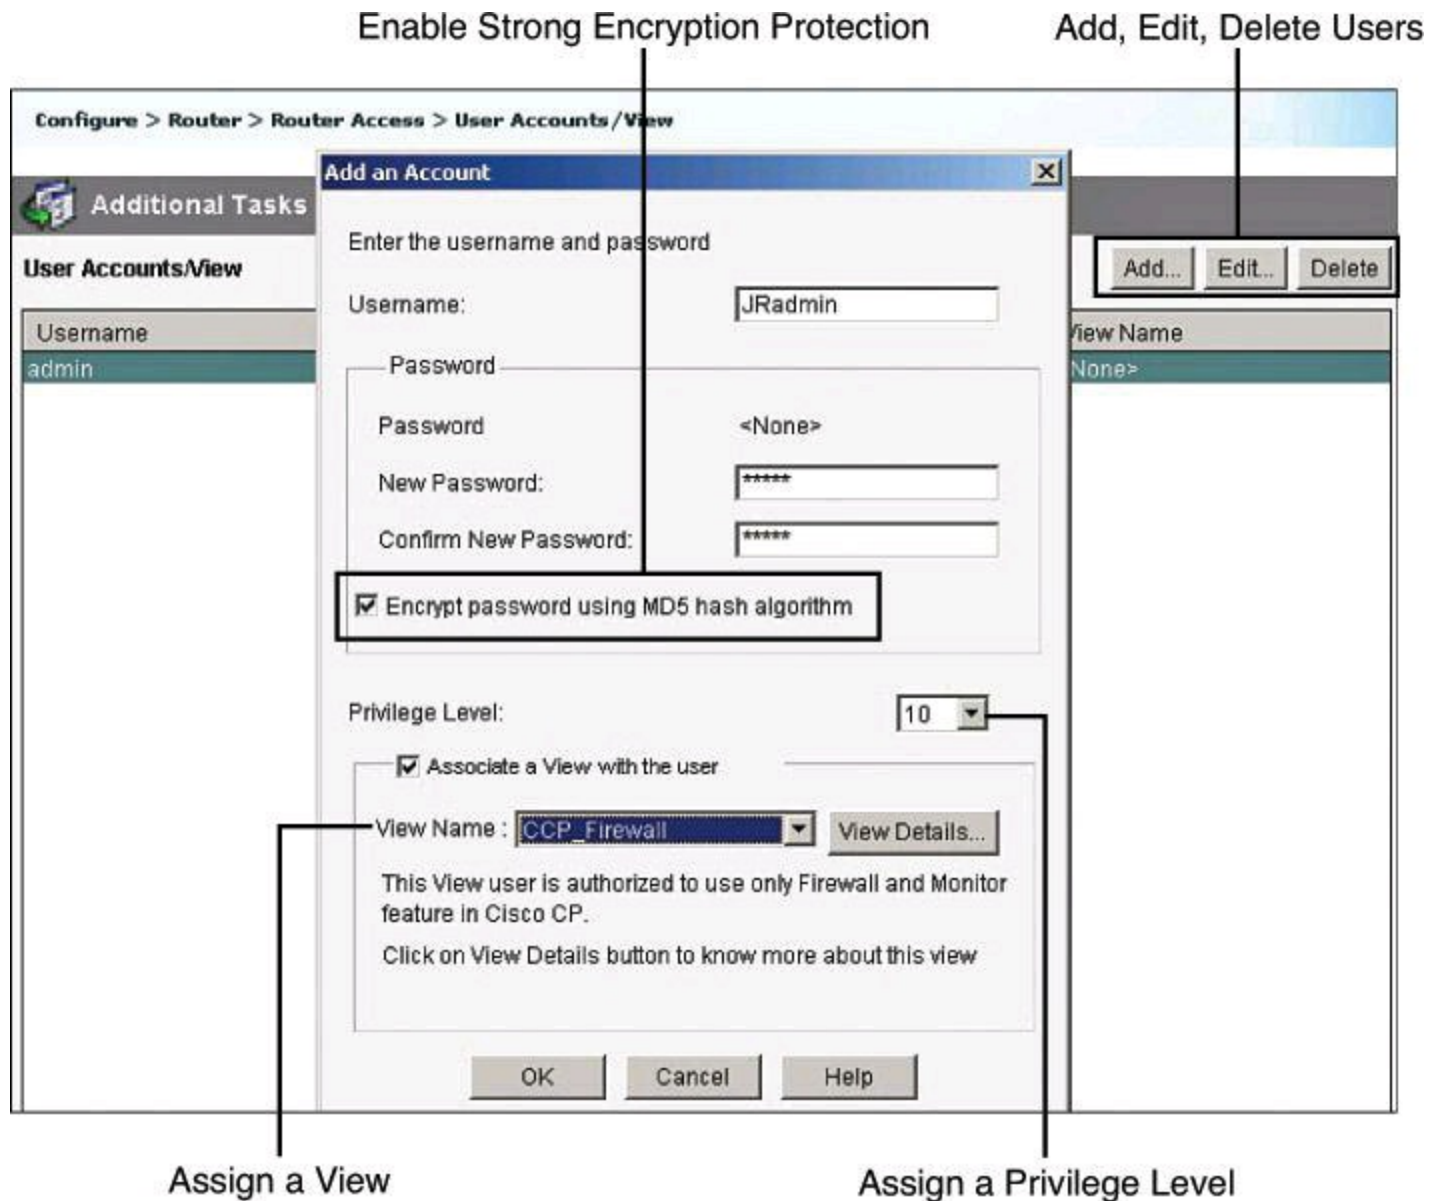 Enable Strong Encryption Protection
Add, Edit, Delete Users
Configure > Router > Router Access > User Accounts/View
Add an Account
Additional Tasks
Enter the username and password
User Accounts/View
Add... Edit... Delete
Username: JRadmin
Username
View Name
Password
admin
None>
Password <None>
New Password: *****
Confirm New Password: *****
Encrypt password using MD5 hash algorithm
Privilege Level: 10
Associate a View with the user
View Name : CCP_Firewall View Details...
This View user is authorized to use only Firewall and Monitor
feature in Cisco CP.
Click on View Details button to know more about this view
OK Cancel Help
Assign a View
Assign a Privilege Level